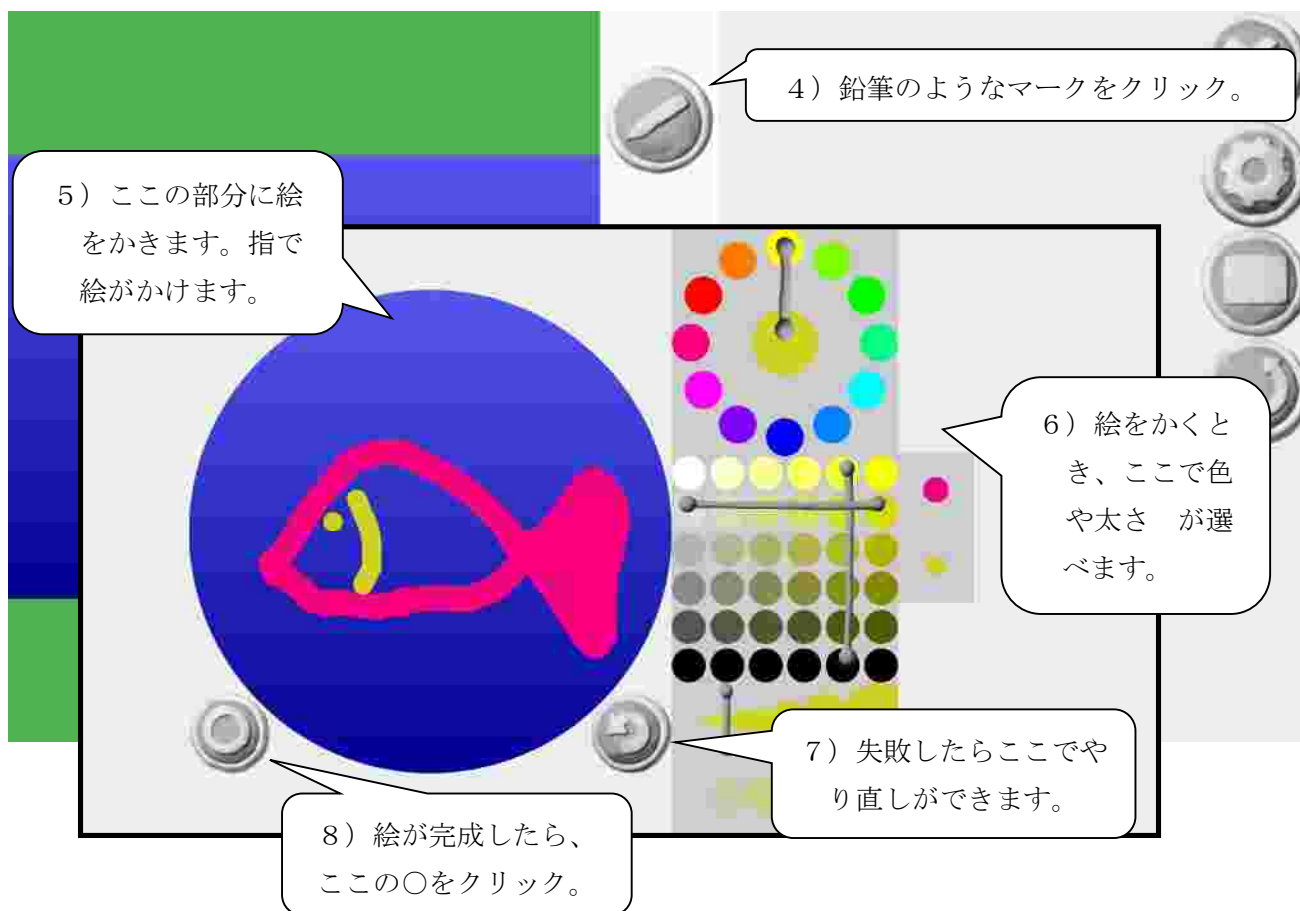 4）鉛筆のようなマークをクリック。
5）ここの部分に絵
をかきます。指で
絵がかけます。
6）絵をかくと
き、ここで色
や太さ　が選
べます。
7）失敗したらここでや
り直しができます。
8）絵が完成したら、
ここの○をクリック。